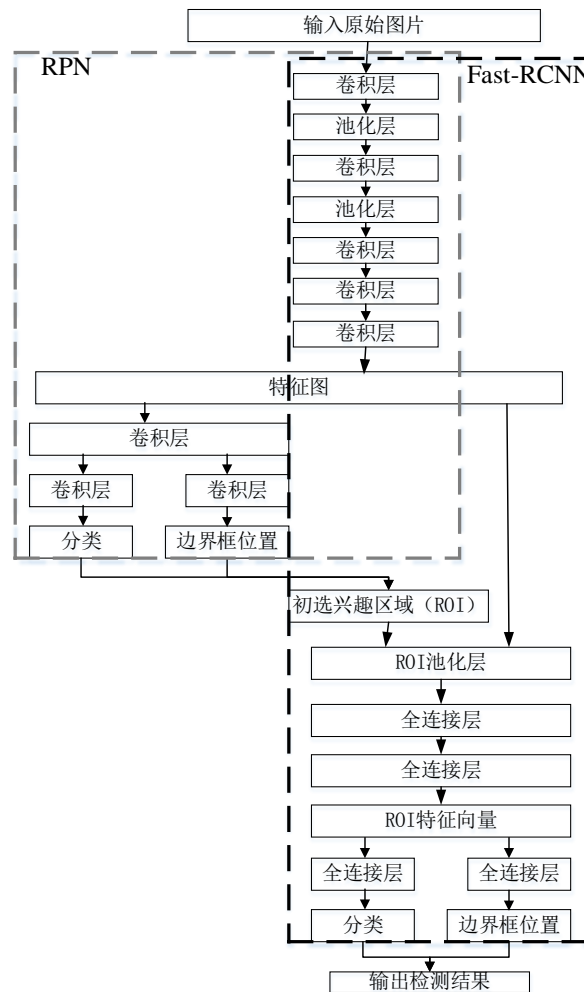 输入原始图片
RPN
Fast-RCNN
卷积层
池化层
卷积层
池化层
卷积层
卷积层
卷积层
特征图
卷积层
卷积层
卷积层
分类
边界框位置
初选兴趣区域（ROI）
ROI池化层
全连接层
全连接层
ROI特征向量
全连接层
全连接层
分类
边界框位置
输出检测结果